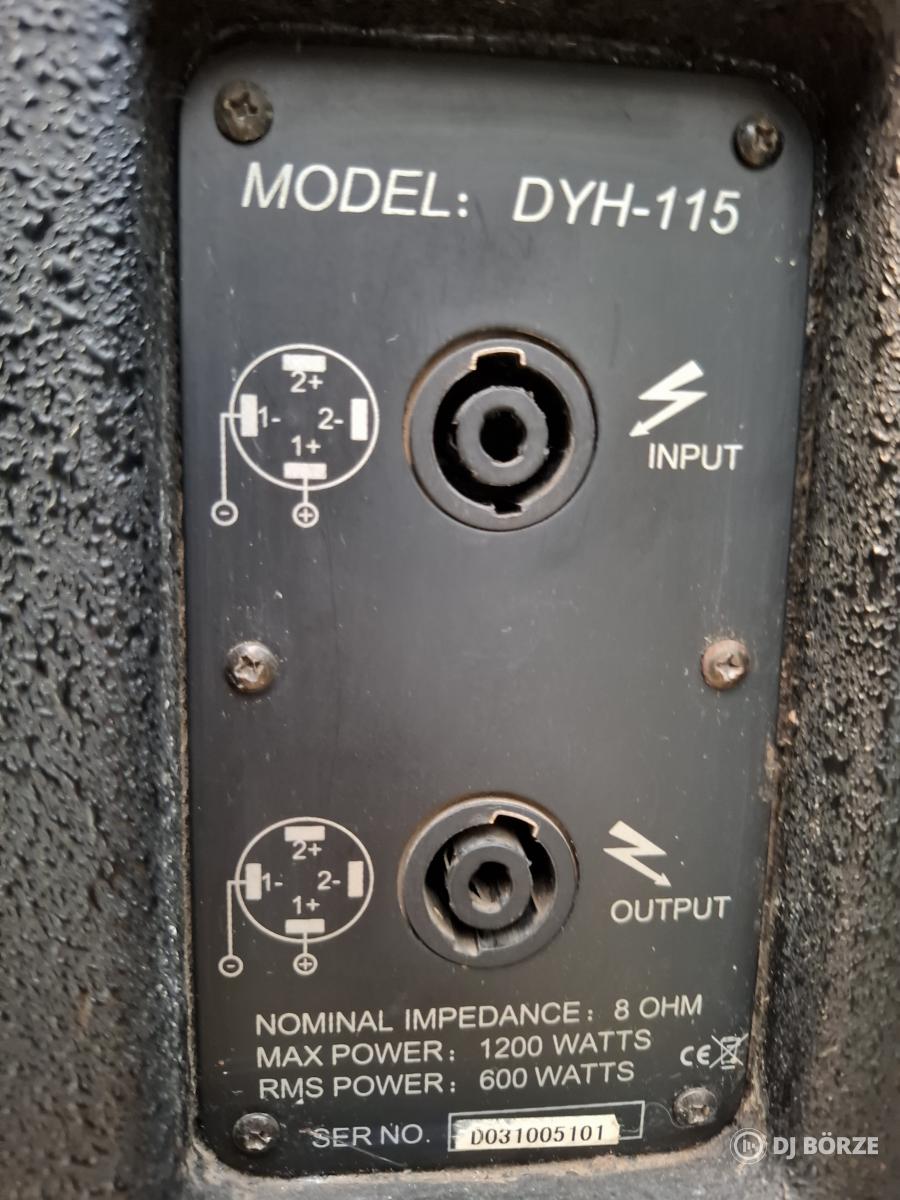 MODEL: DYH-115
2+
1- 2-
1+
- +
INPUT
2+
1- 2-
1+
- +
OUTPUT
NOMINAL IMPEDANCE: 8 OHM
MAX POWER: 1200 WATTS
CE
RMS POWER: 600 WATTS
SER NO. D031005101
DJ BÖRZE